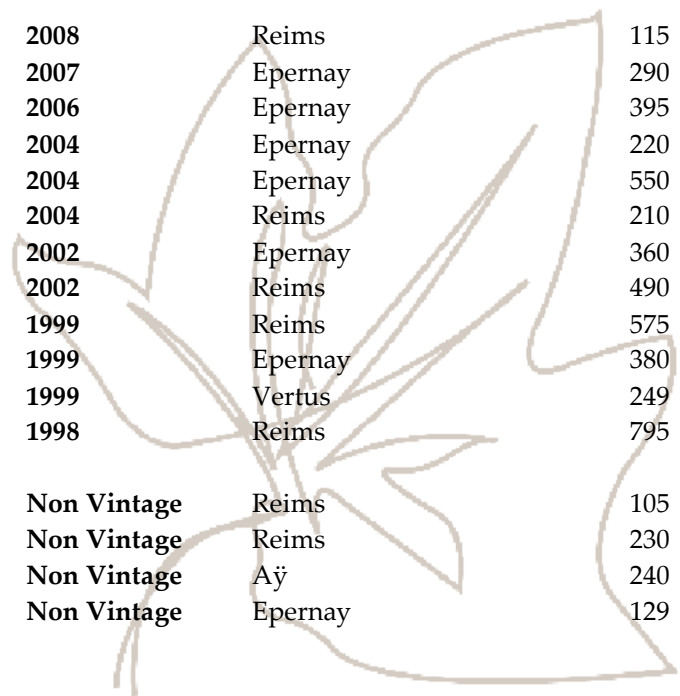 2008 Reims 115
2007 Epernay 290
2006 Epernay 395
2004 Epernay 220
2004 Epernay 550
2004 Reims 210
2002 Epernay 360
2002 Reims 490
1999 Reims 575
1999 Epernay 380
1999 Vertus 249
1998 Reims 795
Non Vintage Reims 105
Non Vintage Reims 230
Non Vintage Aÿ 240
Non Vintage Epernay 129